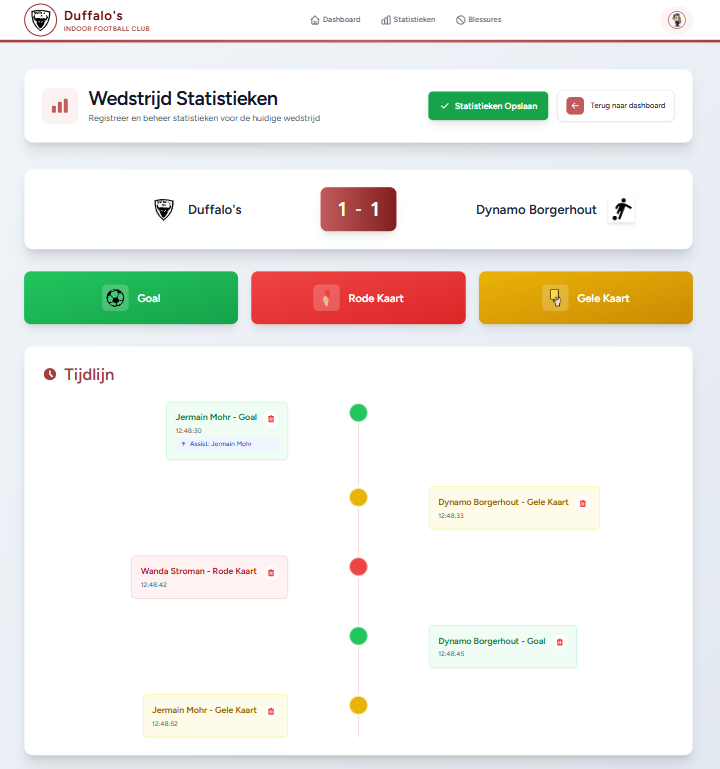 Duffalo's
INDOOR FOOTBALL CLUB
Dashboard
Statistieken
Blessures
Wedstrijd Statistieken
Registreer en beheer statistieken voor de huidige wedstrijd
Statistieken Opslaan
Terug naar dashboard
Duffalo's
1 - 1
Dynamo Borgerhout
Goal
Rode Kaart
Gele Kaart
Tijdlijn
Jermain Mohr - Goal
12:48:30
Assist: Jermain Mohr
Dynamo Borgerhout - Gele Kaart
12:48:33
Wanda Stroman - Rode Kaart
12:48:42
Dynamo Borgerhout - Goal
12:48:45
Jermain Mohr - Gele Kaart
12:48:52